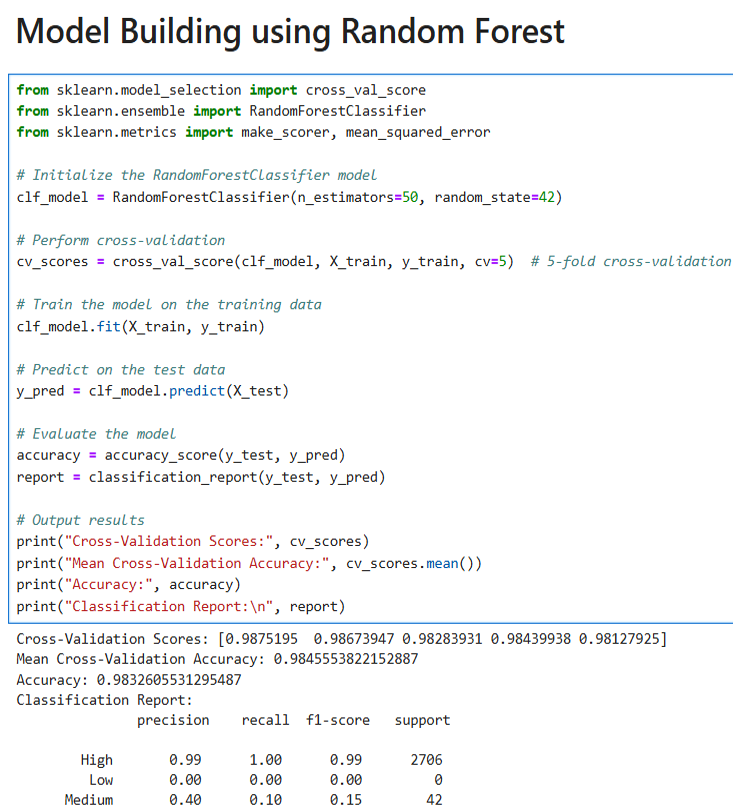 Model Building using Random Forest
from sklearn.model_selection import cross_val_score
from sklearn.ensemble import RandomForestClassifier
from sklearn.metrics import make_scorer, mean_squared_error
# Initialize the RandomForestClassifier model
clf_model = RandomForestClassifier(n_estimators=50, random_state=42)
# Perform cross-validation
cv_scores = cross_val_score(clf_model, X_train, y_train, cv=5)  # 5-fold cross-validation
# Train the model on the training data
clf_model.fit(X_train, y_train)
# Predict on the test data
y_pred = clf_model.predict(X_test)
# Evaluate the model
accuracy = accuracy_score(y_test, y_pred)
report = classification_report(y_test, y_pred)
# Output results
print("Cross-Validation Scores:", cv_scores)
print("Mean Cross-Validation Accuracy:", cv_scores.mean())
print("Accuracy:", accuracy)
print("Classification Report:\n", report)
Cross-Validation Scores: [0.9875195  0.98673947 0.98283931 0.98439938 0.98127925]
Mean Cross-Validation Accuracy: 0.9845553822152887
Accuracy: 0.9832605531295487
Classification Report:
precision    recall  f1-score   support
High       0.99      1.00      0.99      2706
Low       0.00      0.00      0.00         0
Medium       0.40      0.10      0.15        42